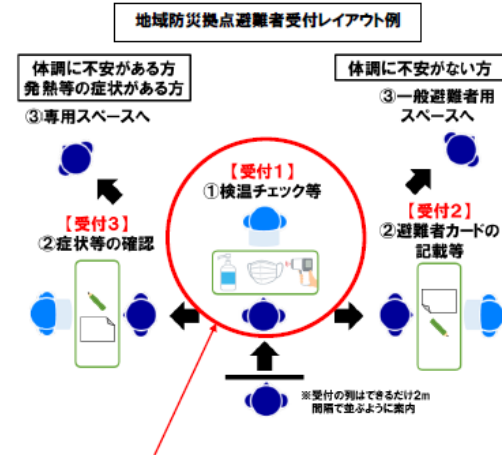 地域防災拠点避難者受付レイアウト例
体調に不安がある方
発熱等の症状がある方
③専用スペースへ
体調に不安がない方
③一般避難者用
スペースへ
【受付1】
①検温チェック等
【受付3】
②症状等の確認
【受付2】
②避難者カードの
記載等
※受付の列はできるだけ2m
間隔で並ぶように案内